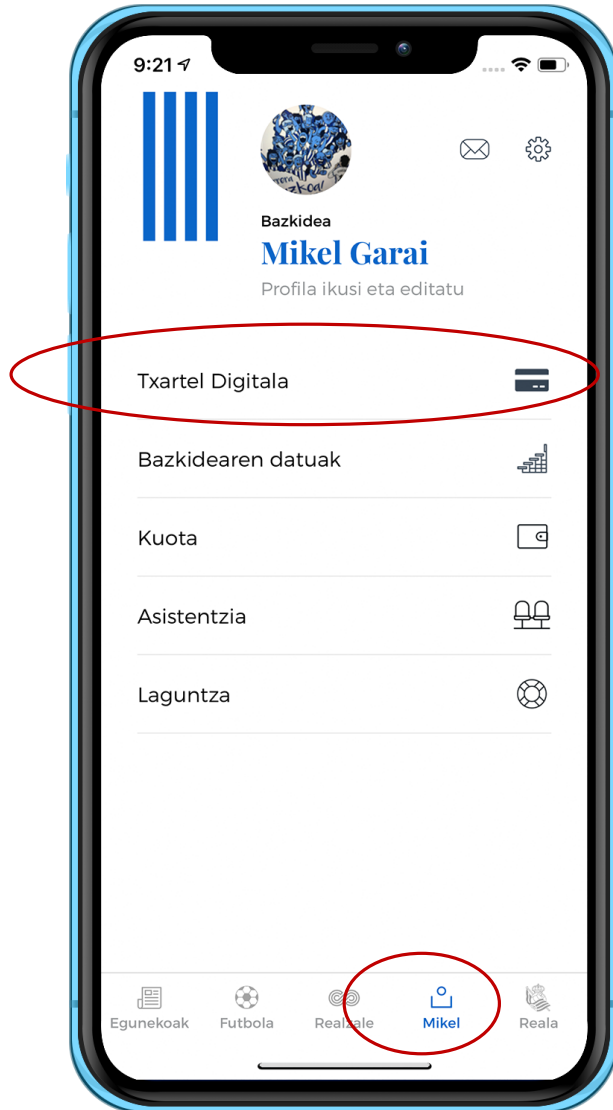 9:21
Bazkidea
Mikel Garai
Profila ikusi eta editatu
Txartel Digitala
Bazkidearen datuak
Kuota
Asistentzia
Laguntza
Egunekoak Futbola Realzale Mikel Reala